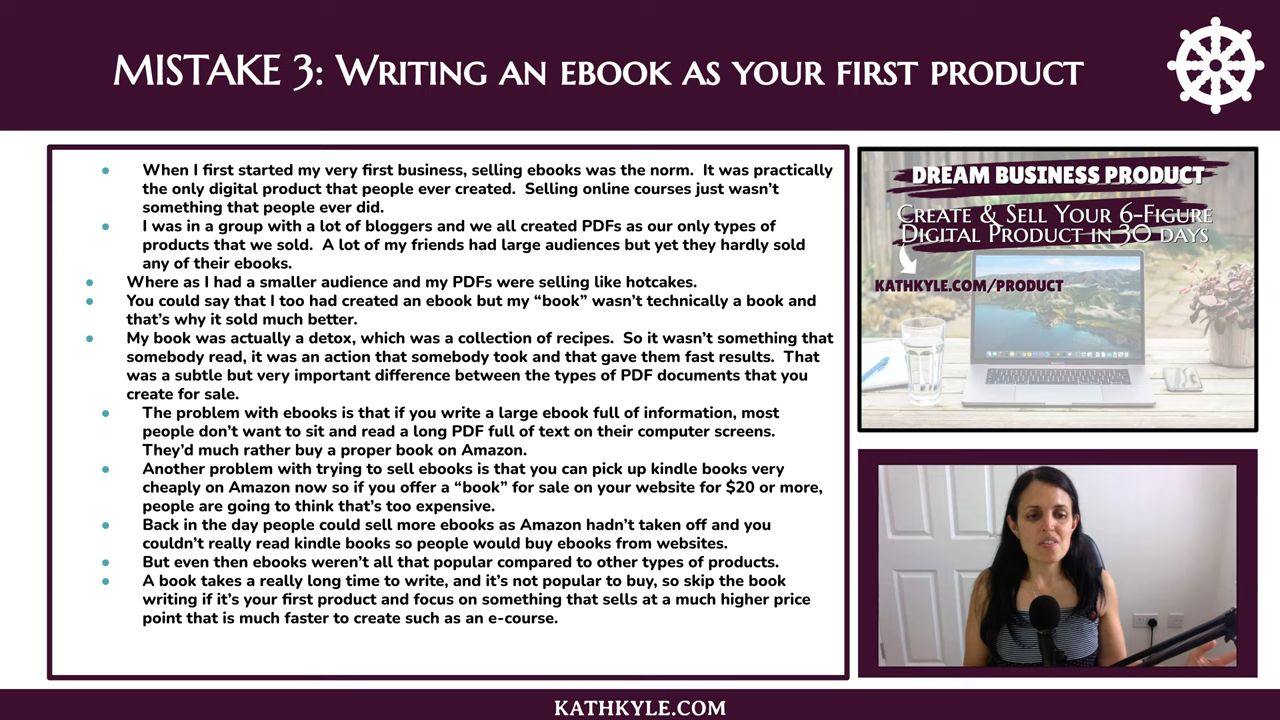 MISTAKE 3: WRITING AN EBOOK AS YOUR FIRST PRODUCT
When I first started my very first business, selling ebooks was the norm. It was practically
the only digital product that people ever created. Selling online courses just wasn't
something that people ever did.
I was in a group with a lot of bloggers and we all created PDFs as our only types of
products that we sold. A lot of my friends had large audiences but yet they hardly sold
any of their ebooks.
Where as I had a smaller audience and my PDFs were selling like hotcakes.
You could say that I too had created an ebook but my “book” wasn't technically a book and
that's why it sold much better.
My book was actually a detox, which was a collection of recipes. So it wasn't something that
somebody read, it was an action that somebody took and that gave them fast results. That
was a subtle but very important difference between the types of PDF documents that you
create for sale.
The problem with ebooks is that if you write a large ebook full of information, most
people don't want to sit and read a long PDF full of text on their computer screens.
They'd much rather buy a proper book on Amazon.
Another problem with trying to sell ebooks is that you can pick up kindle books very
cheaply on Amazon now so if you offer a “book” for sale on your website for $20 or more,
people are going to think that's too expensive.
Back in the day people could sell more ebooks as Amazon hadn't taken off and you
couldn't really read kindle books so people would buy ebooks from websites.
But even then ebooks weren't all that popular compared to other types of products.
A book takes a really long time to write, and it's not popular to buy, so skip the book
writing if it's your first product and focus on something that sells at a much higher price
point that is much faster to create such as an e-course.
DREAM BUSINESS PRODUCT
CREATE & SELL YOUR 6-FIGURE
DIGITAL PRODUCT IN 30 DAYS
KATHKYLE.COM/PRODUCT
KATHKYLE.COM